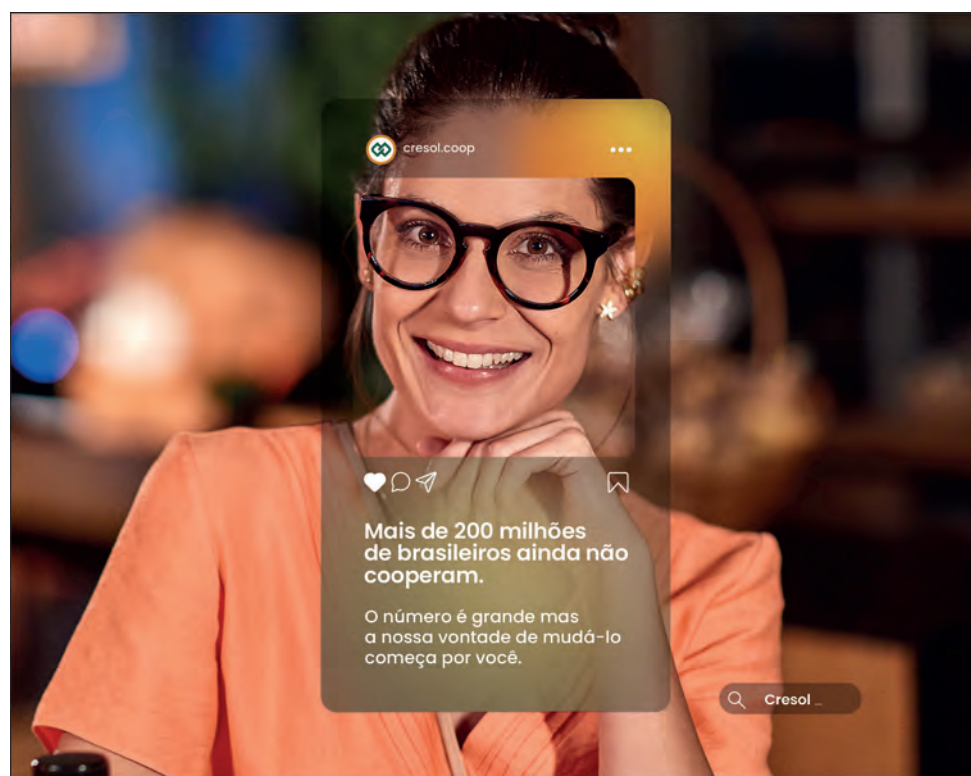 cresol.coop
Mais de 200 milhões
de brasileiros ainda não
cooperam.
O número é grande mas
a nossa vontade de mudá-lo
começa por você.
Cresol _